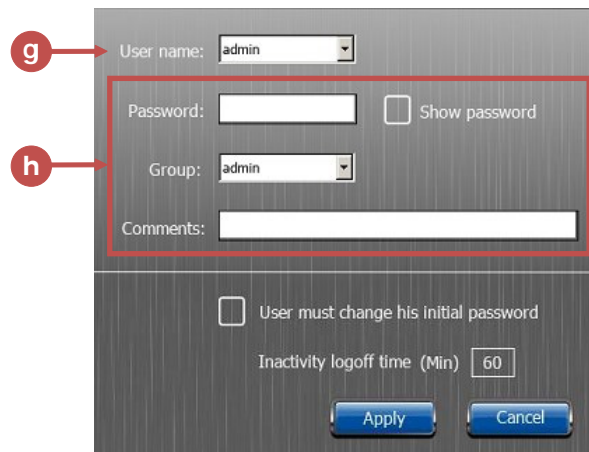 g
User name: admin
Password: Show password
h
Group: admin
Comments:
User must change his initial password
Inactivity logoff time (Min) 60
Apply Cancel